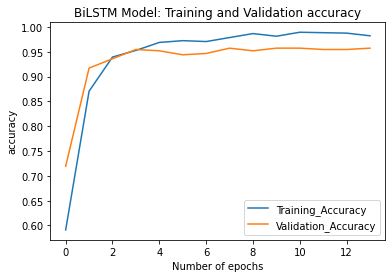 BiLSTM Model: Training and Validation accuracy
1.00
0.95
0.90
0.85
0.80
0.75
0.70
0.65
0.60
accuracy
Training_Accuracy
Validation_Accuracy
0 2 4 6 8 10 12
Number of epochs